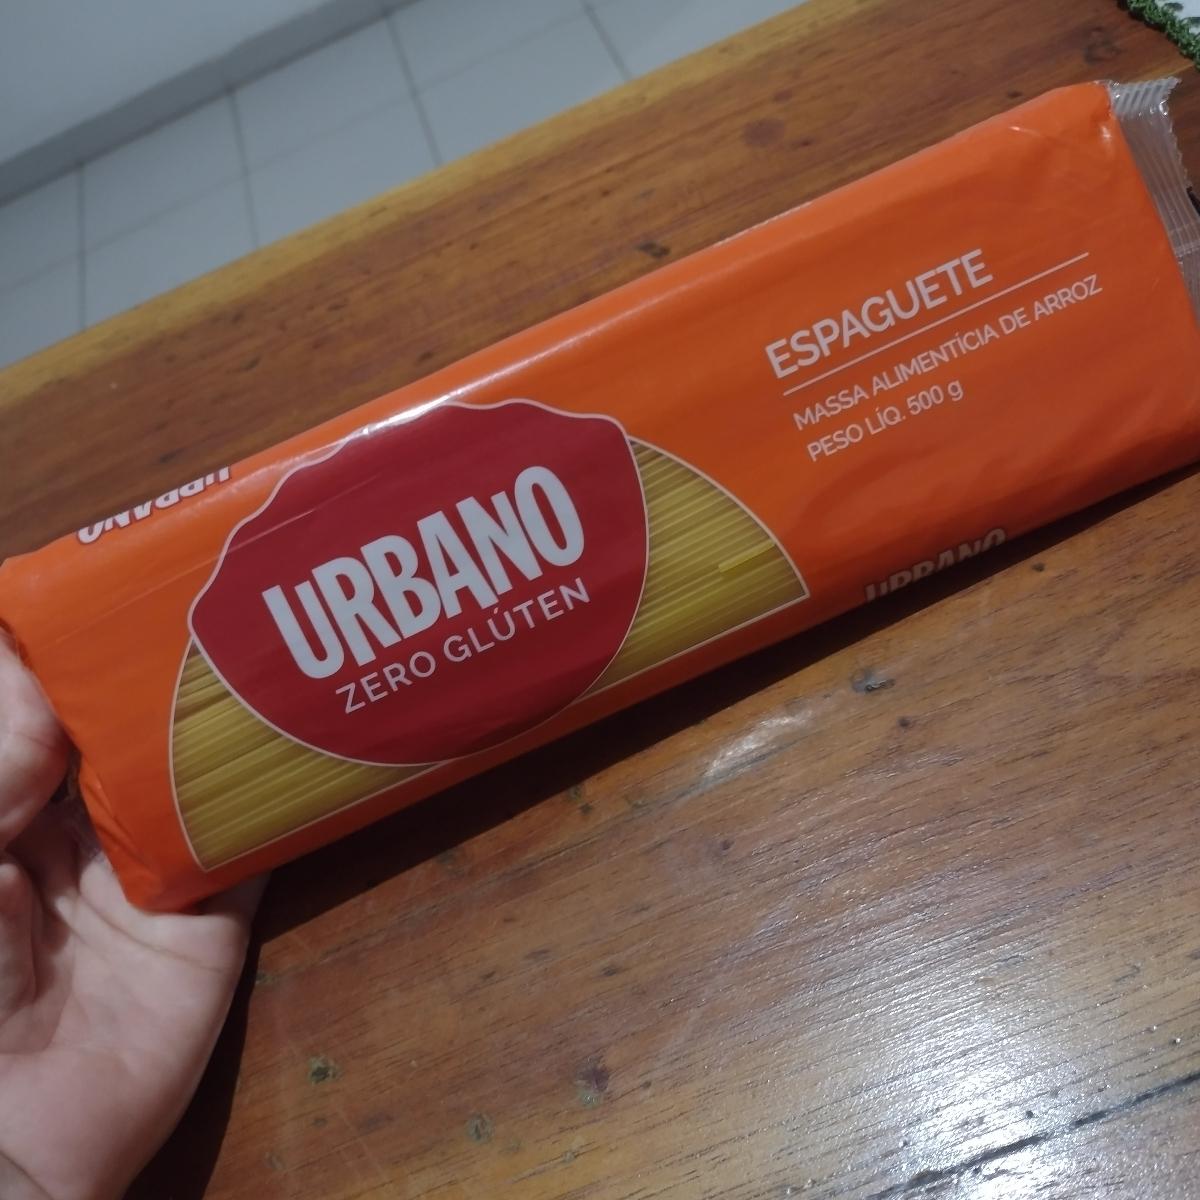 URBANO
URBANO
ZERO GLÚTEN
ESPAGUETE
MASSA ALIMENTÍCIA DE ARROZ
PESO LÍQ. 500 g
URBANO